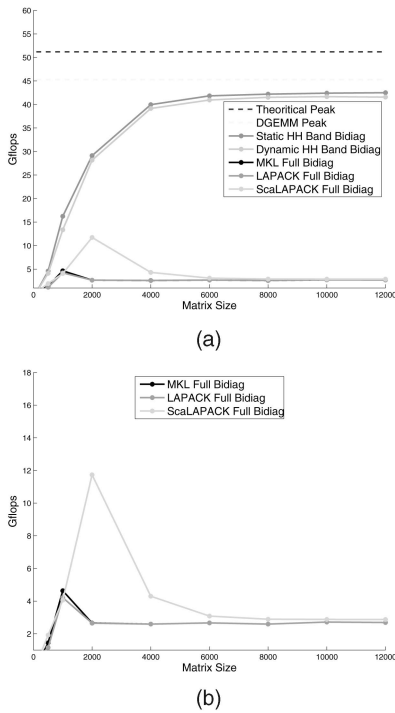 60
55
50
45
40
35
30
25
20
15
10
5
Gflops
Theoritical Peak
DGEMM Peak
Static HH Band Bidiag
Dynamic HH Band Bidiag
MKL Full Bidiag
LAPACK Full Bidiag
ScaLAPACK Full Bidiag
0 2000 4000 6000 8000 10000 12000
Matrix Size
(a)
18
16
14
12
10
8
6
4
2
Gflops
MKL Full Bidiag
LAPACK Full Bidiag
ScaLAPACK Full Bidiag
0 2000 4000 6000 8000 10000 12000
Matrix Size
(b)